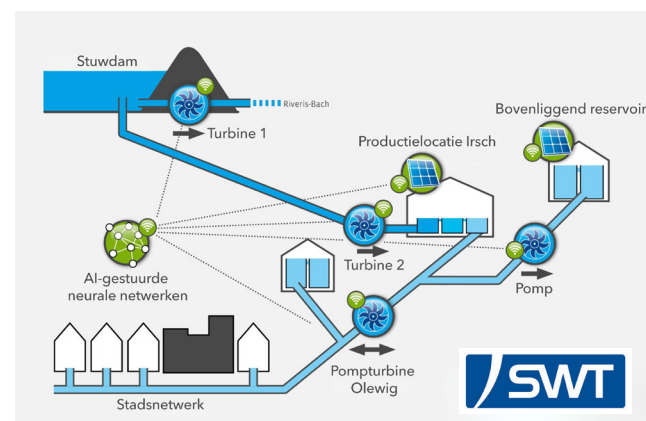 Stuwdam
Riveris-Bach
Turbine 1
Bovenliggend reservoir
Productielocatie Irsch
Turbine 2
AI-gestuurde
neurale netwerken
Pomp
Pompturbine
Olewig
Stadsnetwerk
SWT